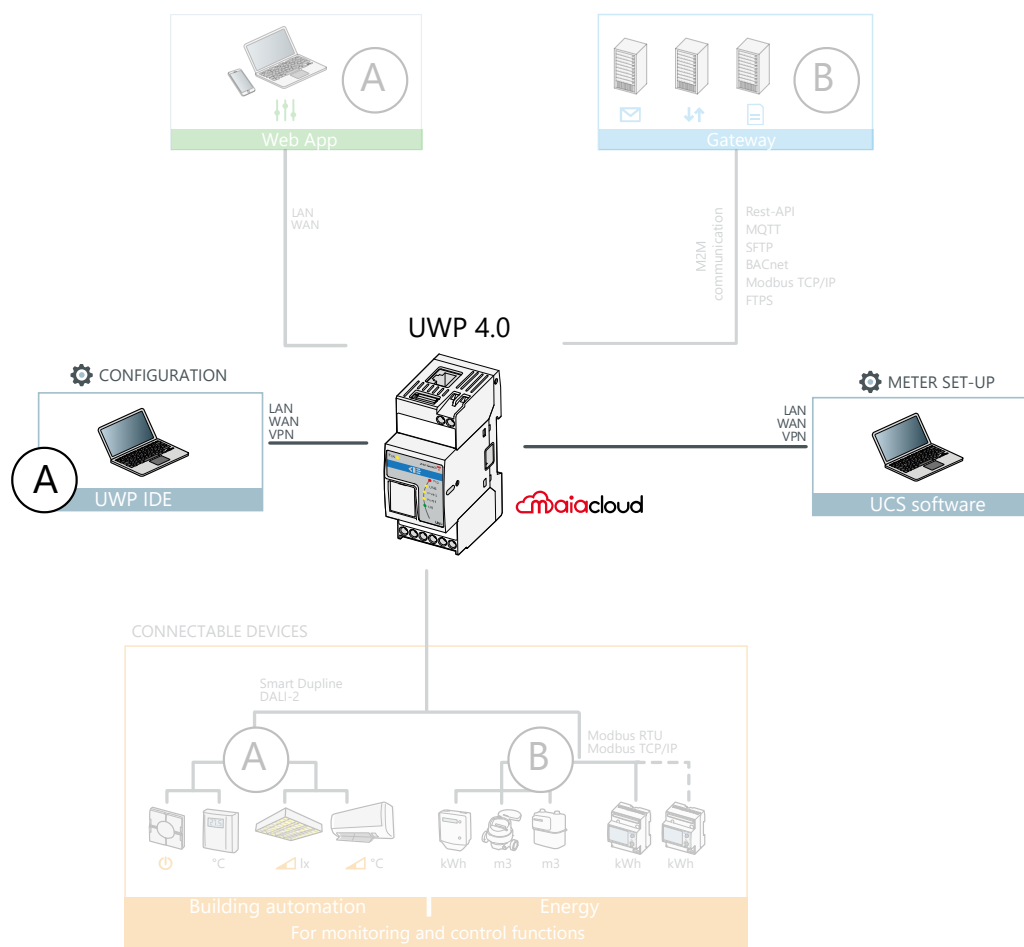 A
B
Web App
Gateway
LAN
WAN
M2M
communication
Rest-API
MQTT
SFTP
BACnet
Modbus TCP/IP
FTPS
UWP 4.0
CONFIGURATION
LAN
WAN
VPN
A
UWP IDE
maiacloud
METER SET-UP
LAN
WAN
VPN
UCS software
CONNECTABLE DEVICES
Smart Dupline
DALI-2
Modbus RTU
Modbus TCP/IP
A
B
°C
lx
°C
kWh
m3
m3
kWh
kWh
Building automation
Energy
For monitoring and control functions